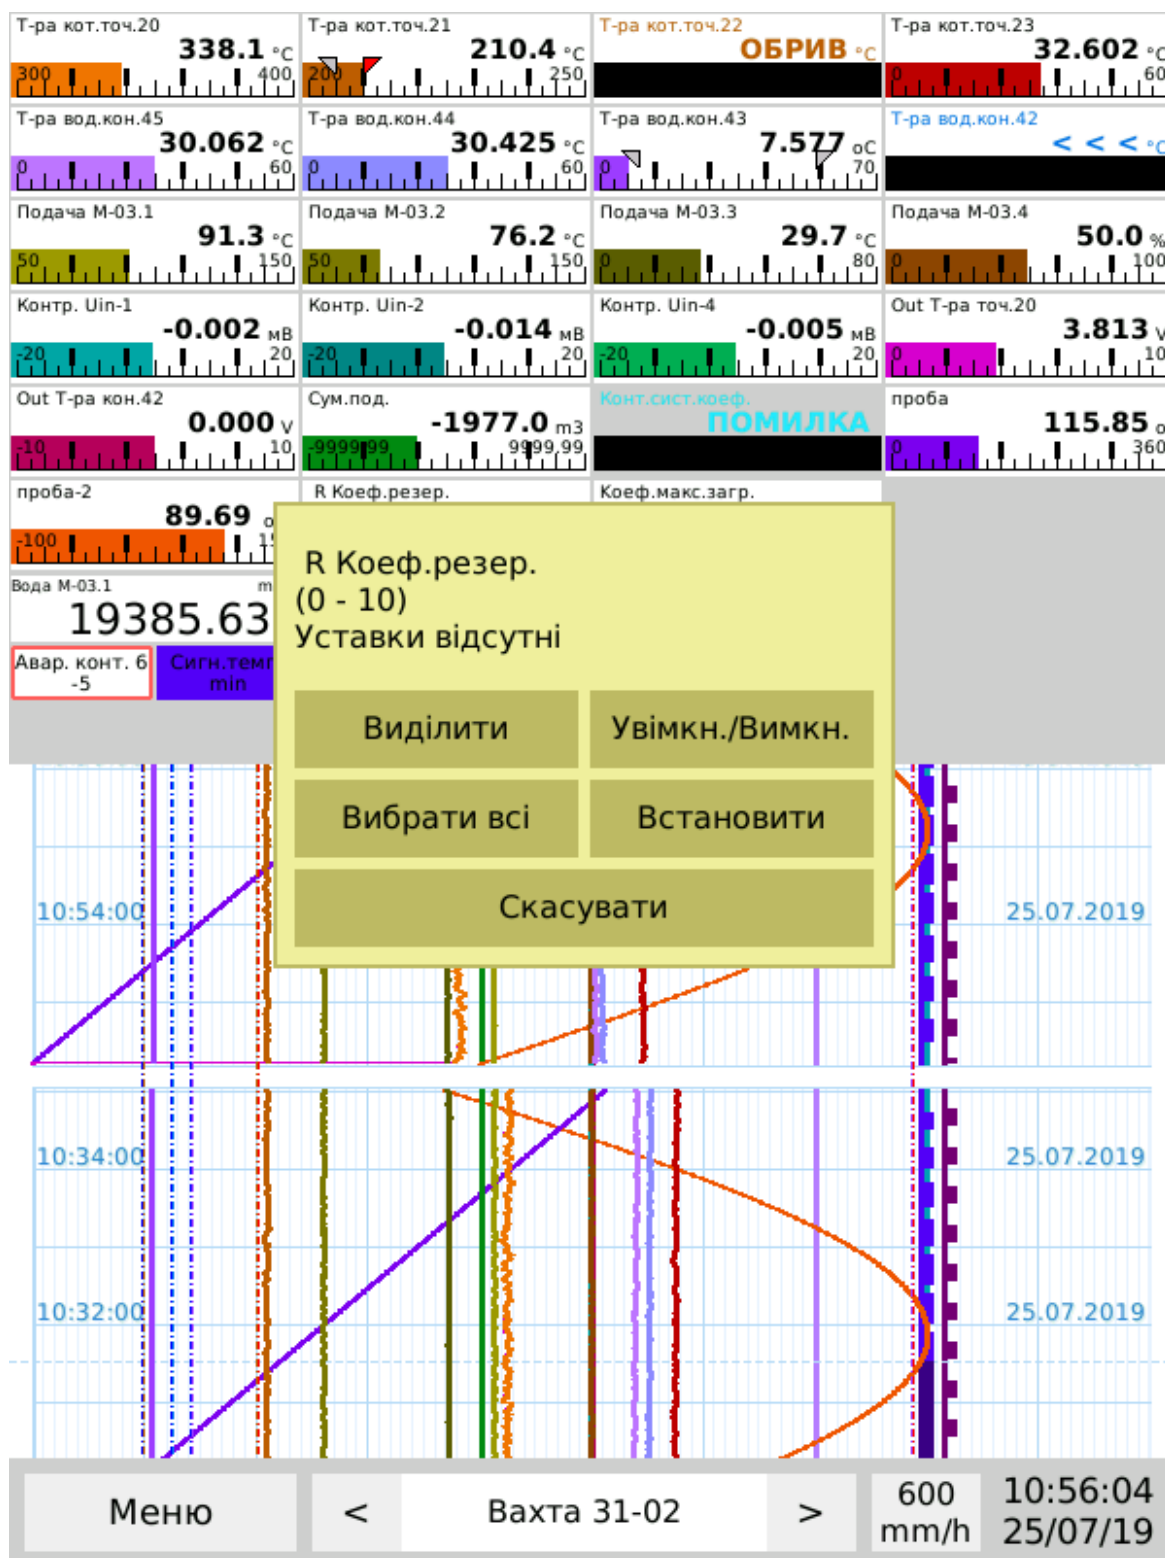 Т-ра кот.точ.20
338.1 °C
300 400
Т-ра кот.точ.21
210.4 °C
200 250
Т-ра кот.точ.22
ОБРИВ °C
Т-ра кот.точ.23
32.602 °C
0 60
Т-ра вод.кон.45
30.062 °C
0 60
Т-ра вод.кон.44
30.425 °C
0 60
Т-ра вод.кон.43
7.577 oC
0 70
Т-ра вод.кон.42
< < < °C
Подача М-03.1
91.3 °C
50 150
Подача М-03.2
76.2 °C
50 150
Подача М-03.3
29.7 °C
0 80
Подача М-03.4
50.0 %
0 100
Контр. Uin-1
-0.002 мВ
-20 20
Контр. Uin-2
-0.014 мВ
-20 20
Контр. Uin-4
-0.005 мВ
-20 20
Out Т-ра точ.20
3.813 V
0 10
Out Т-ра кон.42
0.000 V
-10 10
Сум.под.
-1977.0 m3
-9999.99 9999.99
Конт.сист.коеф.
ПОМИЛКА
проба
115.85
0 360
проба-2
89.69
-100
R Коеф.резер.
Коеф.макс.загр.
Вода М-03.1
19385.63
Авар. конт. 6
-5
Сигн.темп
min
R Коеф.резер.
(0 - 10)
Уставки відсутні
Виділити
Увімкн./Вимкн.
Вибрати всі
Встановити
Скасувати
10:54:00 25.07.2019
10:34:00 25.07.2019
10:32:00 25.07.2019
Меню
<
Вахта 31-02
>
600
mm/h
10:56:04
25/07/19